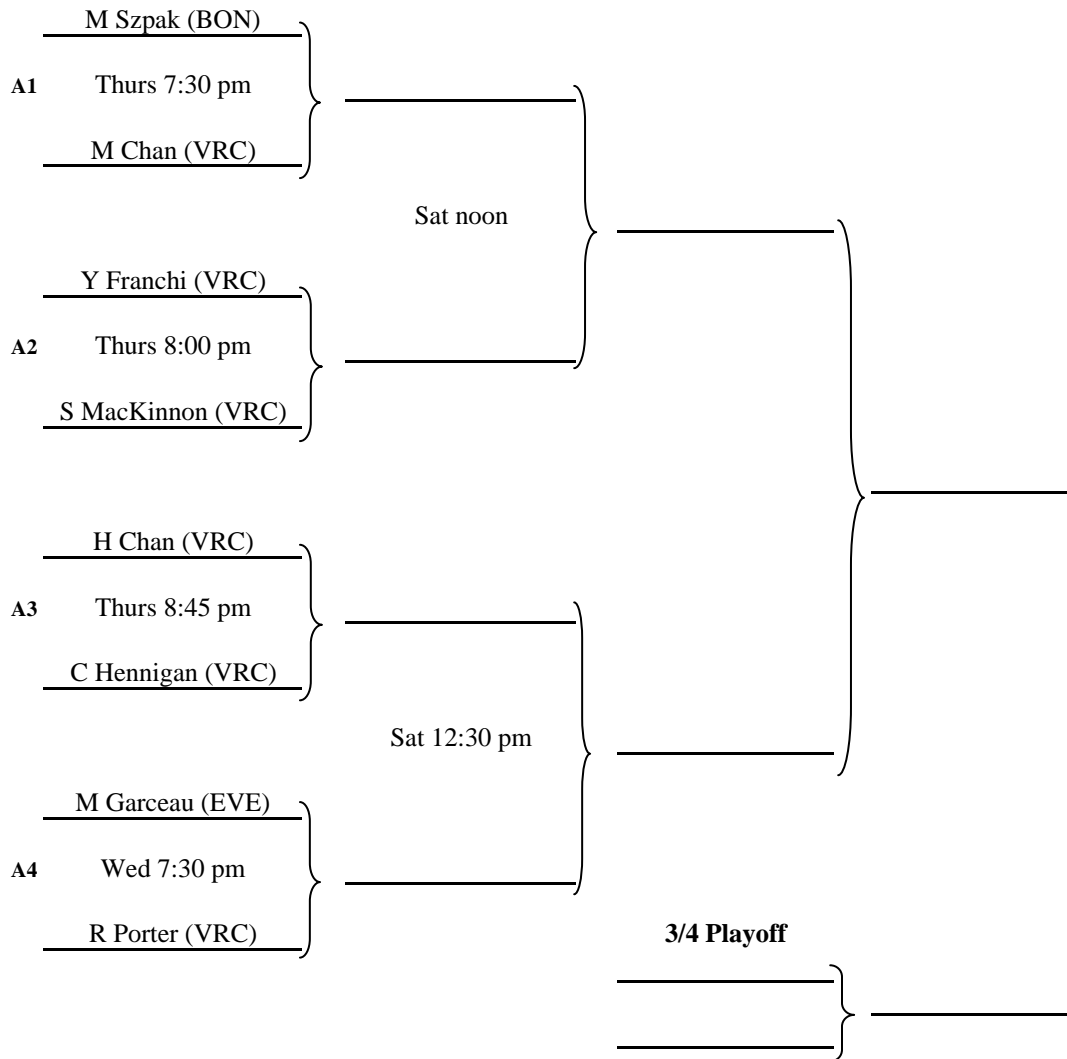 M Szpak (BON)
A1 Thurs 7:30 pm
M Chan (VRC)
Sat noon
Y Franchi (VRC)
A2 Thurs 8:00 pm
S MacKinnon (VRC)
H Chan (VRC)
A3 Thurs 8:45 pm
C Hennigan (VRC)
Sat 12:30 pm
M Garceau (EVE)
A4 Wed 7:30 pm
R Porter (VRC)
3/4 Playoff